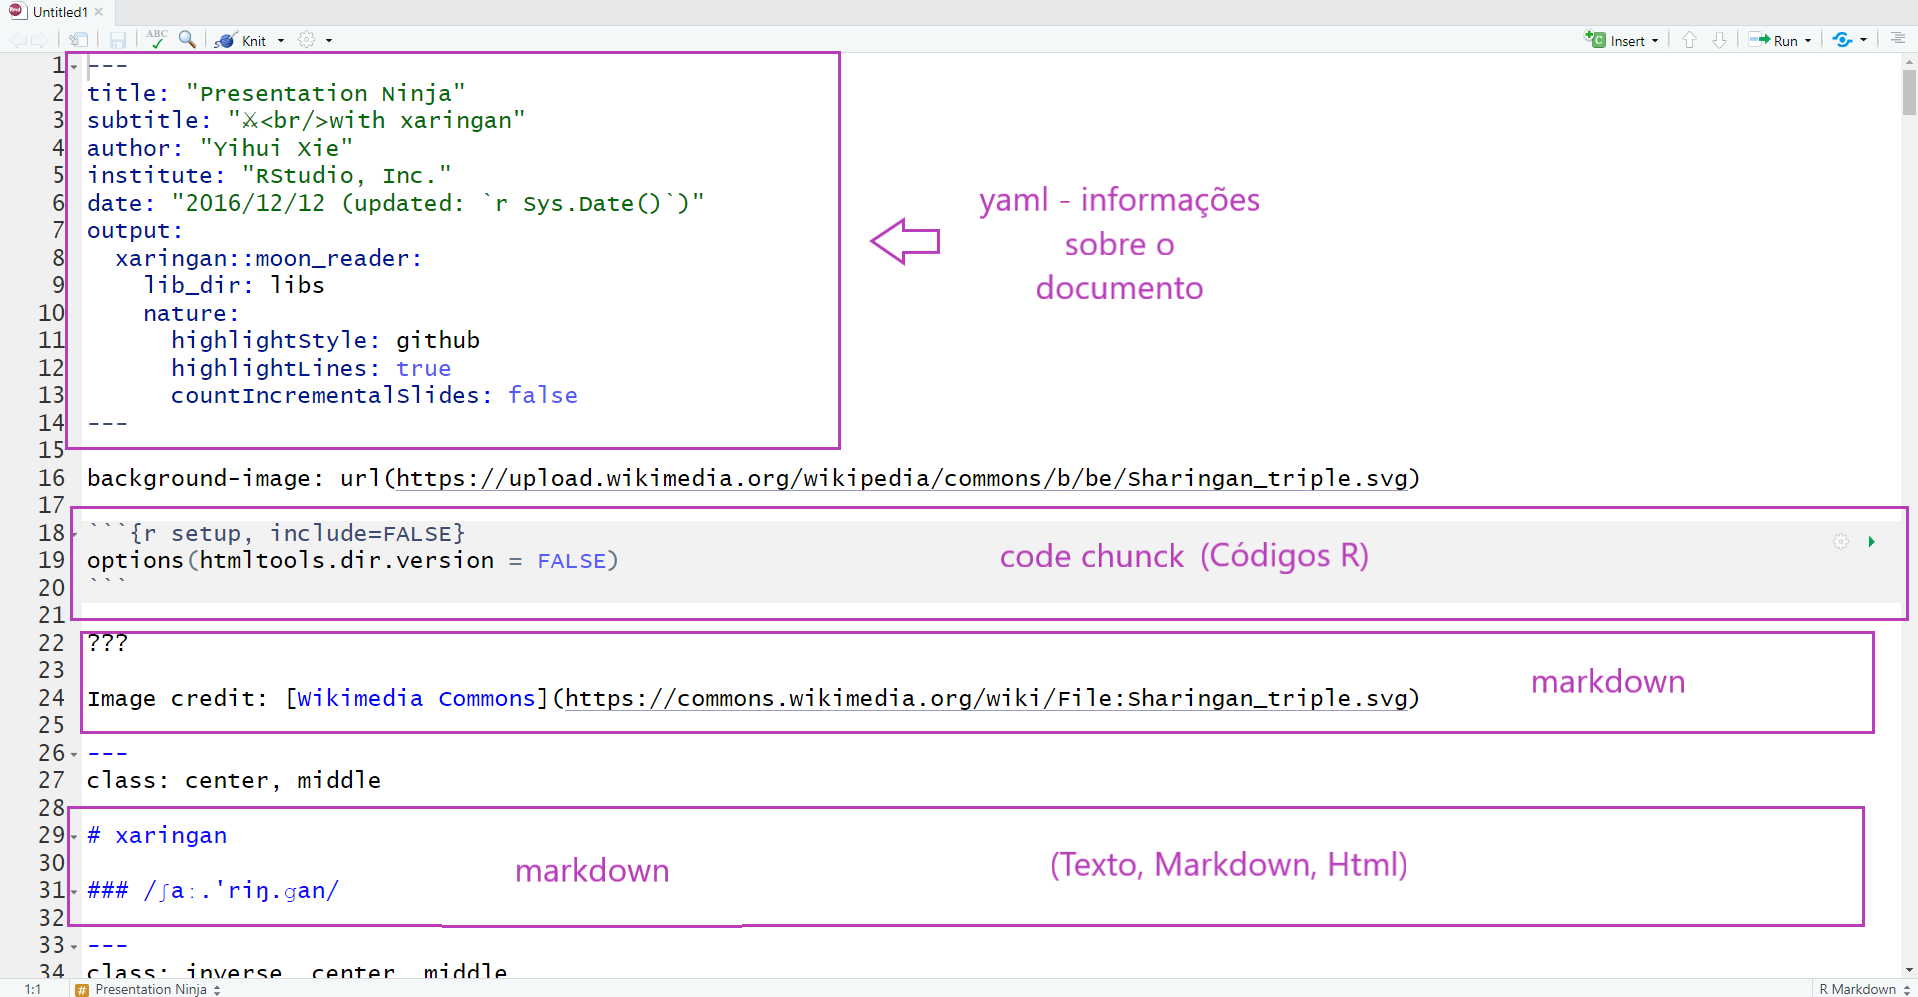 Untitled1
ABC Knit Insert Run
1 ---
2 title: "Presentation Ninja"
3 subtitle: "⚔<br/>with xaringan"
4 author: "Yihui Xie"
5 institute: "RStudio, Inc."
6 date: "2016/12/12 (updated: `r Sys.Date()`)"
7 output:
8   xaringan::moon_reader:
9     lib_dir: libs
10     nature:
11       highlightStyle: github
12       highlightLines: true
13       countIncrementalSlides: false
14 ---
yaml - informações
sobre o
documento
15
16 background-image: url(https://upload.wikimedia.org/wikipedia/commons/b/be/Sharingan_triple.svg)
17
18 ```{r setup, include=FALSE}
19 options(htmltools.dir.version = FALSE)
20 ```
code chunck (Códigos R)
21
22 ???
23
24 Image credit: [Wikimedia Commons](https://commons.wikimedia.org/wiki/File:Sharingan_triple.svg)
markdown
25
26 ---
27 class: center, middle
28
29 # xaringan
30
31 ### /ʃaː.'riŋ.ɡan/
markdown
(Texto, Markdown, Html)
32
33 ---
34 class: inverse, center, middle
1:1 # Presentation Ninja R Markdown